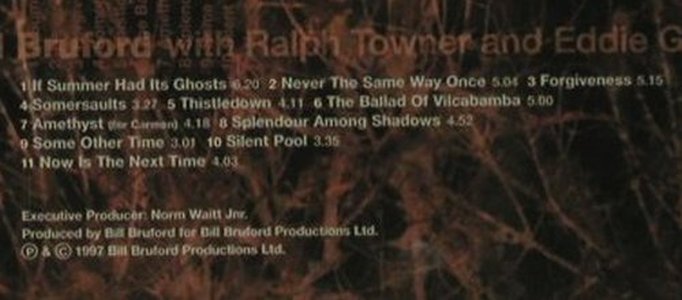 Bruford with Ralph Towner and Eddie G
1 If Summer Had Its Ghosts 6.20 2 Never The Same Way Once 5.04 3 Forgiveness 5.15
4 Somersaults 3.27 5 Thistledown 4.11 6 The Ballad Of Vilcabamba 5.00
7 Amethyst (for Carmen) 4.18 8 Splendour Among Shadows 4.52
9 Some Other Time 3.01 10 Silent Pool 3.35
11 Now Is The Next Time 4.03
Executive Producer: Norm Waitt Jnr.
Produced by Bill Bruford for Bill Bruford Productions Ltd.
Ⓟ & © 1997 Bill Bruford Productions Ltd.